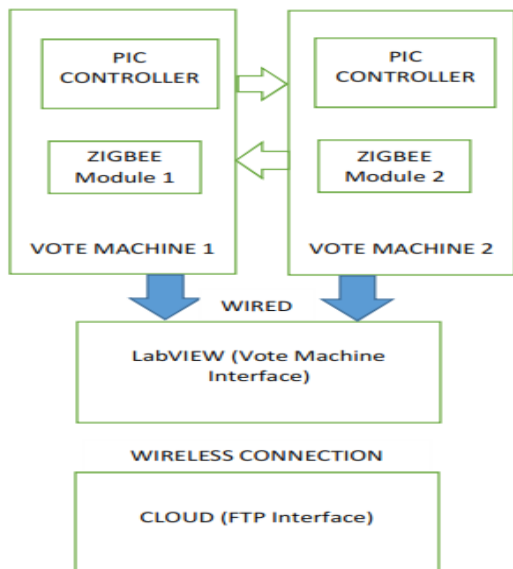 PIC
CONTROLLER
ZIGBEE
Module 1
VOTE MACHINE 1
PIC
CONTROLLER
ZIGBEE
Module 2
VOTE MACHINE 2
WIRED
LabVIEW (Vote Machine
Interface)
WIRELESS CONNECTION
CLOUD (FTP Interface)